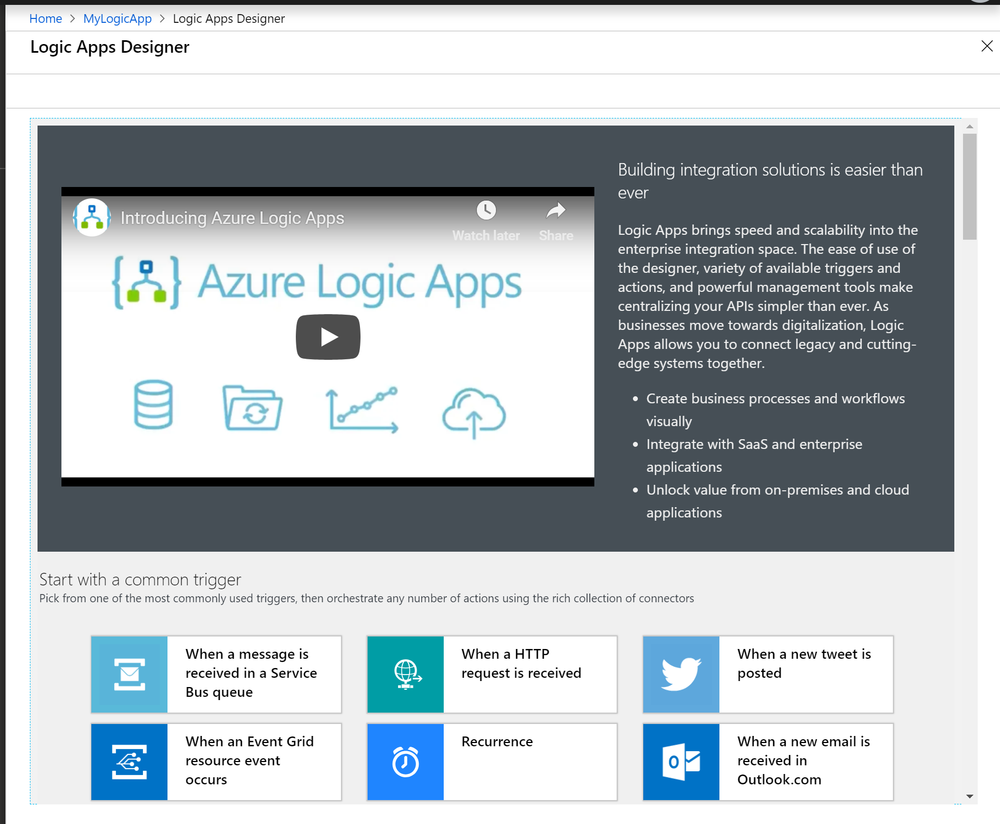 Home > MyLogicApp > Logic Apps Designer
Logic Apps Designer
Introducing Azure Logic Apps
Watch later
Share
Azure Logic Apps
Building integration solutions is easier than
ever
Logic Apps brings speed and scalability into the
enterprise integration space. The ease of use of
the designer, variety of available triggers and
actions, and powerful management tools make
centralizing your APIs simpler than ever. As
businesses move towards digitalization, Logic
Apps allows you to connect legacy and cutting-
edge systems together.
• Create business processes and workflows
visually
• Integrate with SaaS and enterprise
applications
• Unlock value from on-premises and cloud
applications
Start with a common trigger
Pick from one of the most commonly used triggers, then orchestrate any number of actions using the rich collection of connectors
When a message is
received in a Service
Bus queue
When a HTTP
request is received
When a new tweet is
posted
When an Event Grid
resource event
occurs
Recurrence
When a new email is
received in
Outlook.com